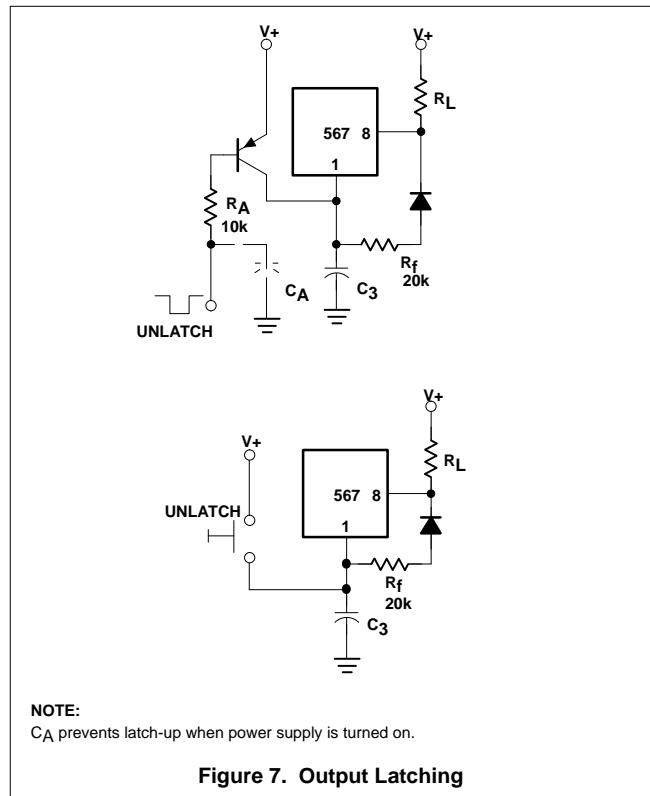 V+
V+
RL
567 8
1
RA
10k
Rf
20k
CA
C3
UNLATCH
V+
V+
RL
567 8
UNLATCH
1
Rf
20k
C3
NOTE:
CA prevents latch-up when power supply is turned on.
Figure 7. Output Latching